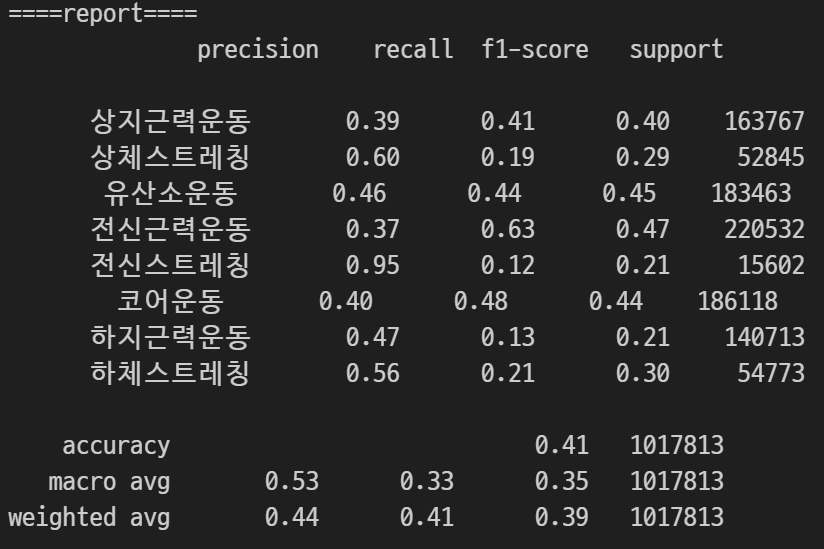 ====report====
precision recall f1-score support
상지근력운동 0.39 0.41 0.40 163767
상체스트레칭 0.60 0.19 0.29 52845
유산소운동 0.46 0.44 0.45 183463
전신근력운동 0.37 0.63 0.47 220532
전신스트레칭 0.95 0.12 0.21 15602
코어운동 0.40 0.48 0.44 186118
하지근력운동 0.47 0.13 0.21 140713
하체스트레칭 0.56 0.21 0.30 54773
accuracy 0.41 1017813
macro avg 0.53 0.33 0.35 1017813
weighted avg 0.44 0.41 0.39 1017813